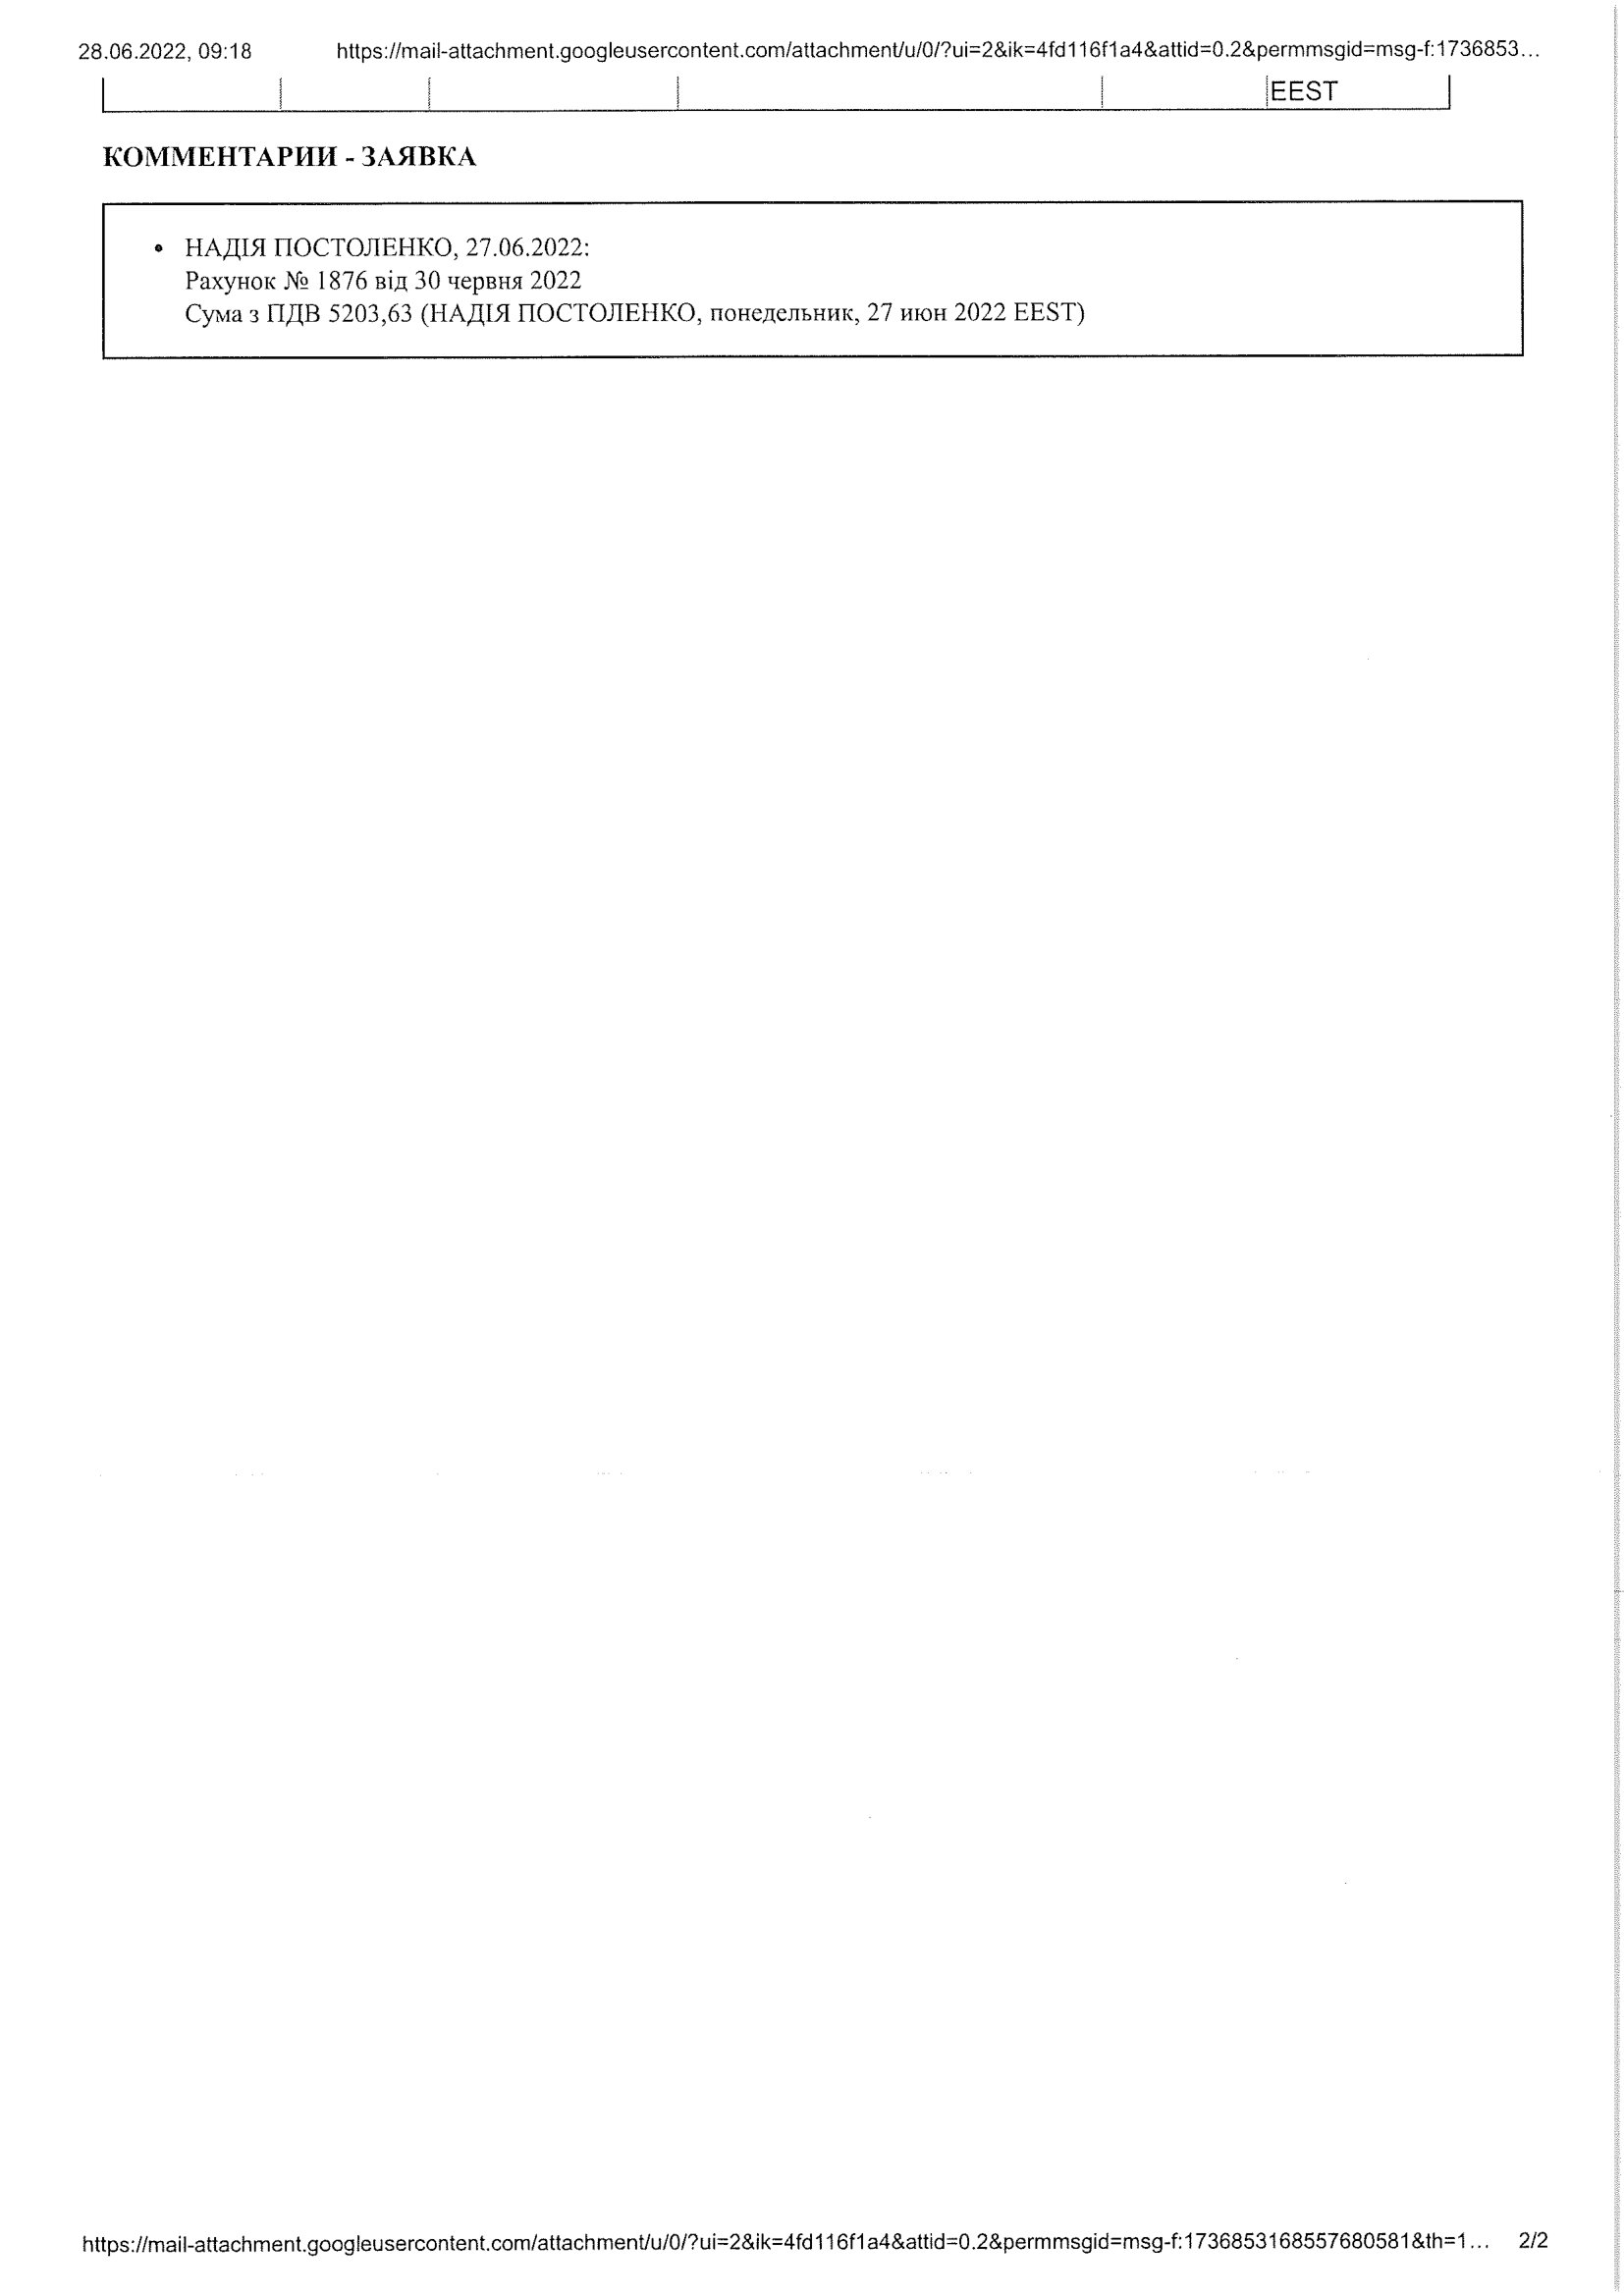 28.06.2022, 09:18 https://mail-attachment.googleusercontent.com/attachment/u/0/?ui=2&ik=4fd116f1a4&attid=0.2&permmsgid=msg-f:1736853...
EEST
КОММЕНТАРИИ - ЗАЯВКА
• НАДІЯ ПОСТОЛЕНКО, 27.06.2022:
Рахунок № 1876 від 30 червня 2022
Сума з ПДВ 5203,63 (НАДІЯ ПОСТОЛЕНКО, понедельник, 27 июн 2022 EEST)
https://mail-attachment.googleusercontent.com/attachment/u/0/?ui=2&ik=4fd116f1a4&attid=0.2&permmsgid=msg-f:1736853168557680581&th=1... 2/2